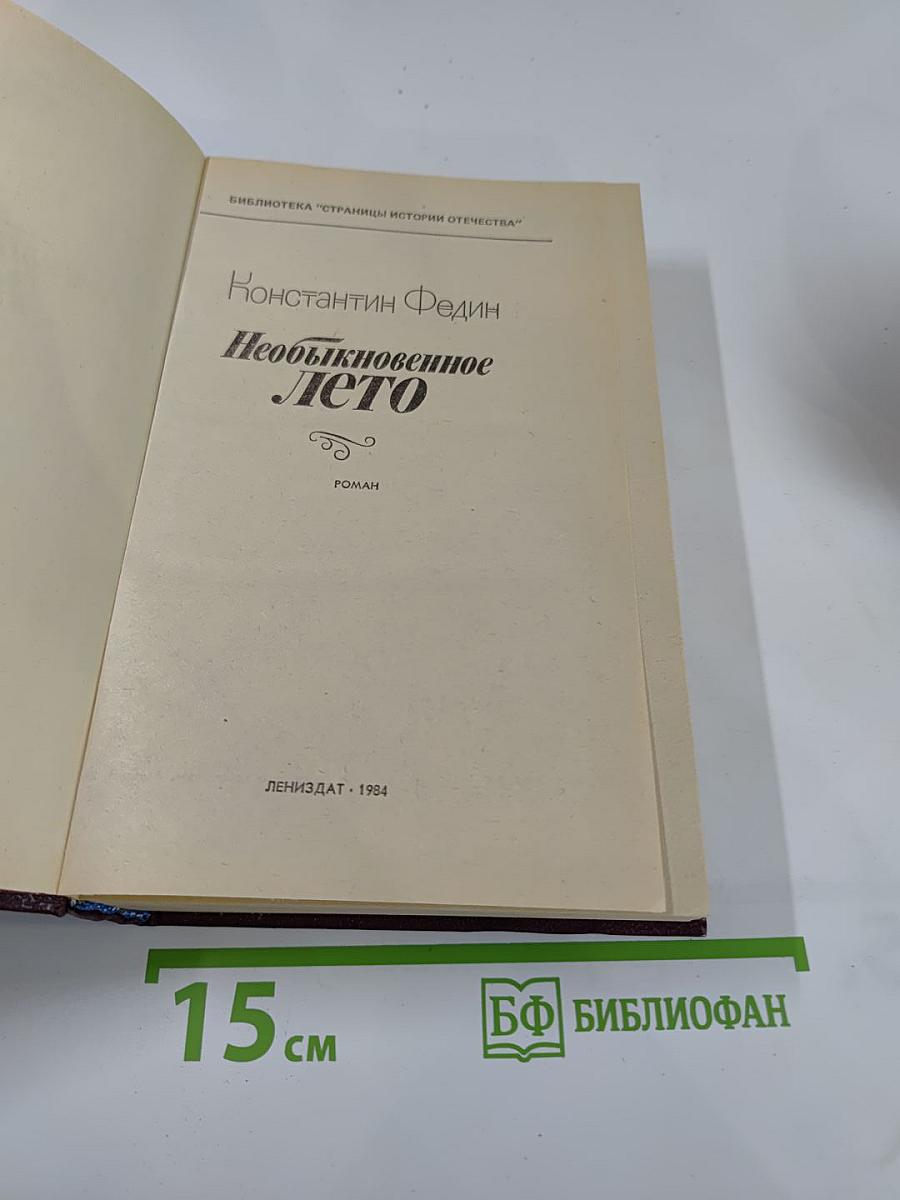 БИБЛИОТЕКА "СТРАНИЦЫ ИСТОРИИ ОТЕЧЕСТВА"
Константин Федин
Необыкновенное
лето
РОМАН
ЛЕНИЗДАТ · 1984
15 см
БФ БИБЛИОФАН